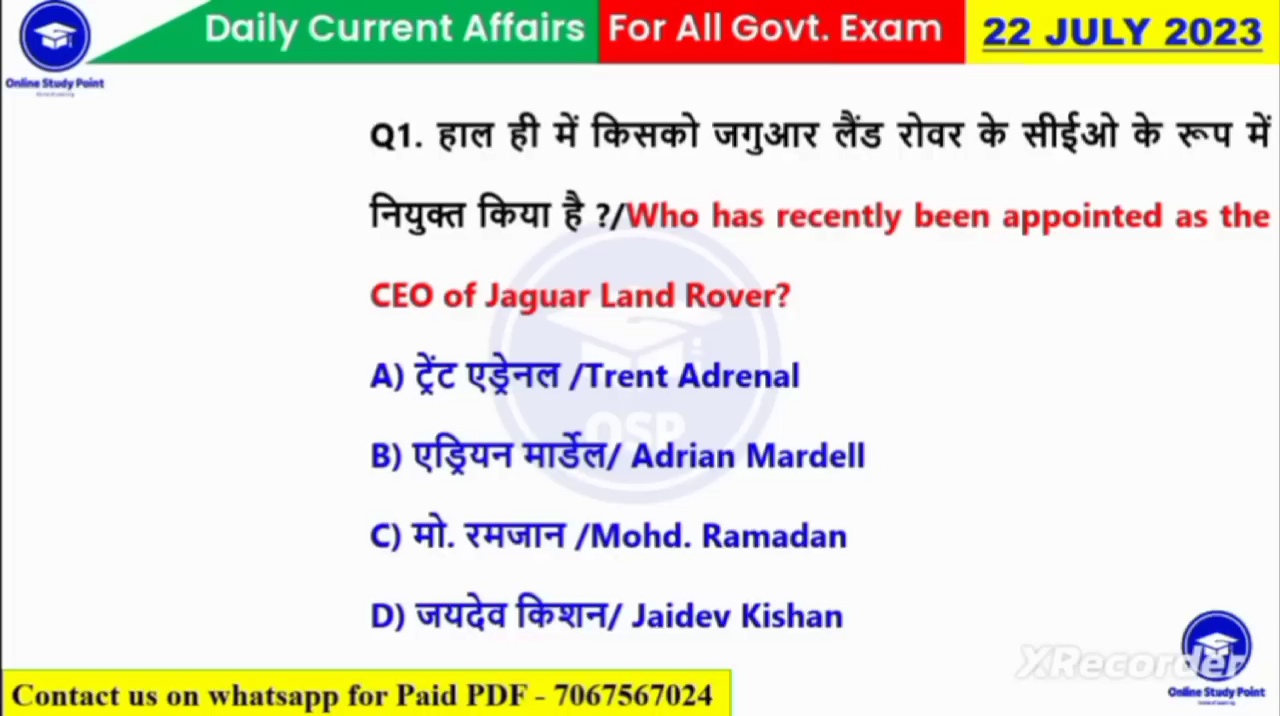 Daily Current Affairs For All Govt. Exam 22 JULY 2023
Online Study Point
Q1. हाल ही में किसको जगुआर लैंड रोवर के सीईओ के रूप में
नियुक्त किया है ?/Who has recently been appointed as the
CEO of Jaguar Land Rover?
A) ट्रेंट एड्रेनल /Trent Adrenal
OSP
B) एड्रियन मार्डेल/ Adrian Mardell
C) मो. रमजान /Mohd. Ramadan
D) जयदेव किशन/ Jaidev Kishan
XRecorder
Online Study Point
Contact us on whatsapp for Paid PDF - 7067567024